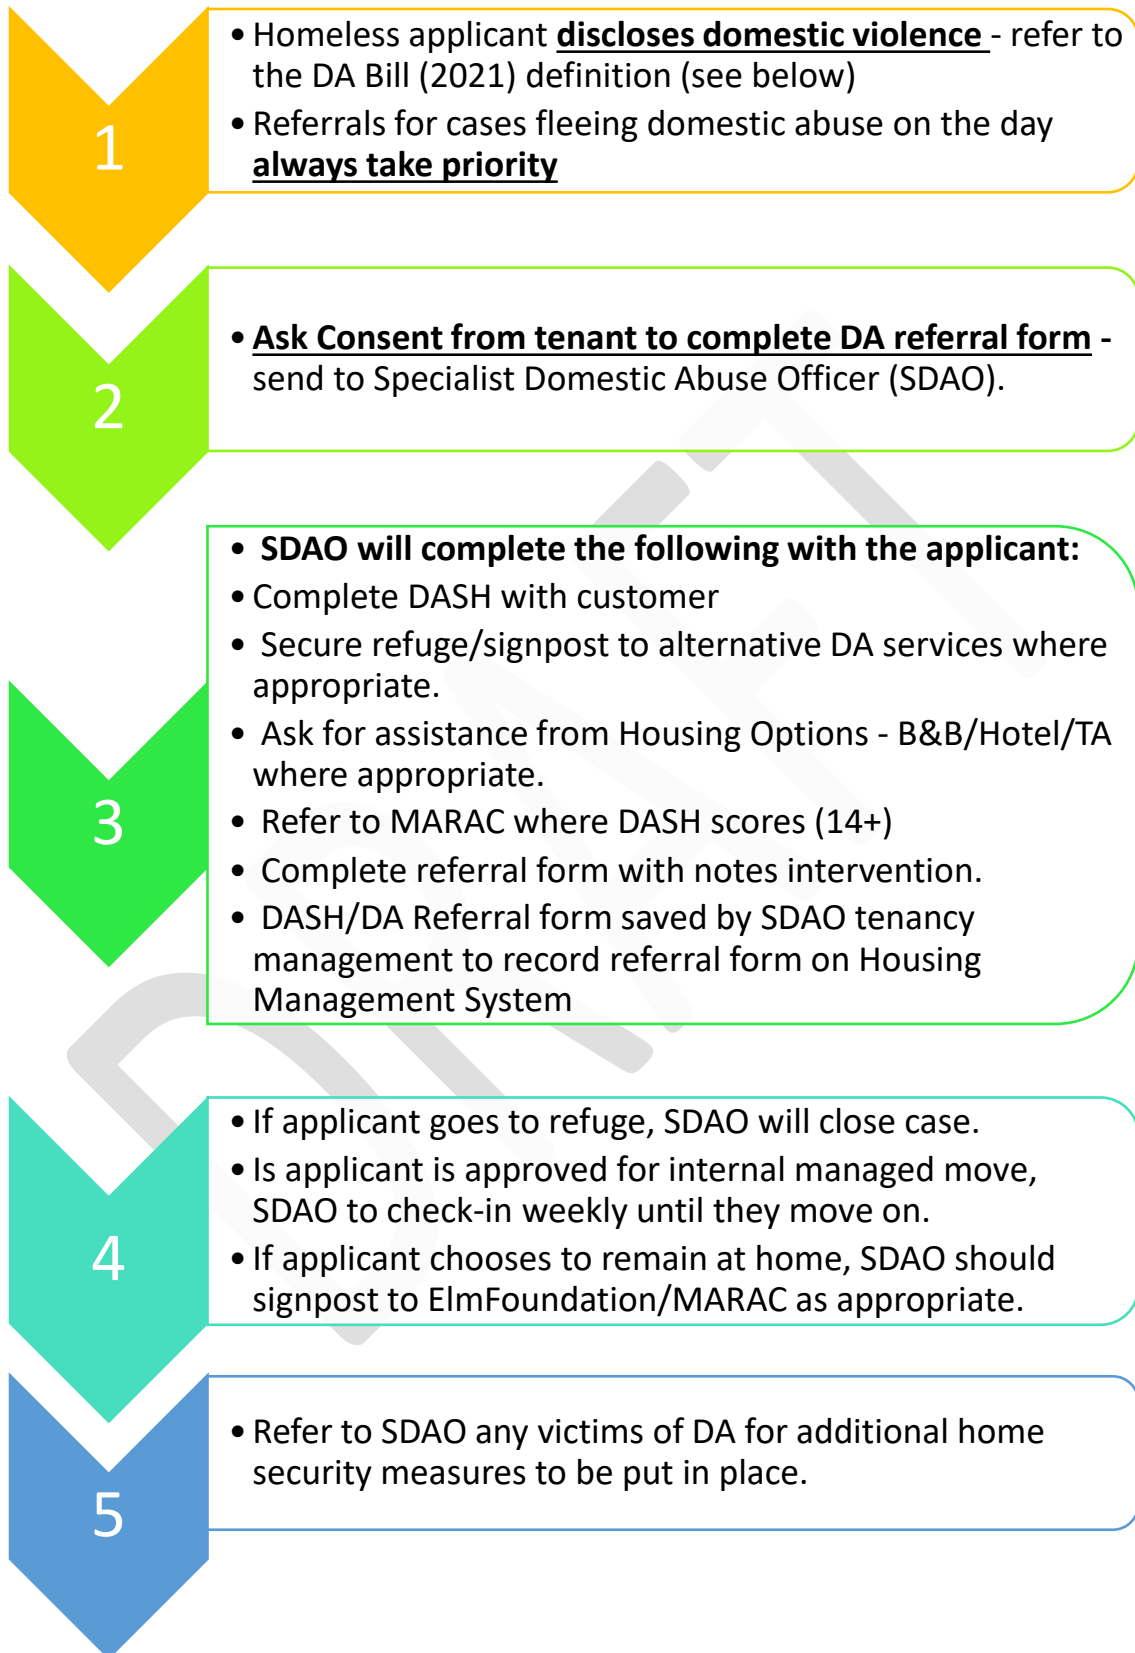 1
• Homeless applicant discloses domestic violence - refer to
the DA Bill (2021) definition (see below)
• Referrals for cases fleeing domestic abuse on the day
always take priority
2
• Ask Consent from tenant to complete DA referral form -
send to Specialist Domestic Abuse Officer (SDAO).
3
• SDAO will complete the following with the applicant:
• Complete DASH with customer
• Secure refuge/signpost to alternative DA services where
appropriate.
• Ask for assistance from Housing Options - B&B/Hotel/TA
where appropriate.
• Refer to MARAC where DASH scores (14+)
• Complete referral form with notes intervention.
• DASH/DA Referral form saved by SDAO tenancy
management to record referral form on Housing
Management System
4
• If applicant goes to refuge, SDAO will close case.
• Is applicant is approved for internal managed move,
SDAO to check-in weekly until they move on.
• If applicant chooses to remain at home, SDAO should
signpost to ElmFoundation/MARAC as appropriate.
5
• Refer to SDAO any victims of DA for additional home
security measures to be put in place.
DRAFT